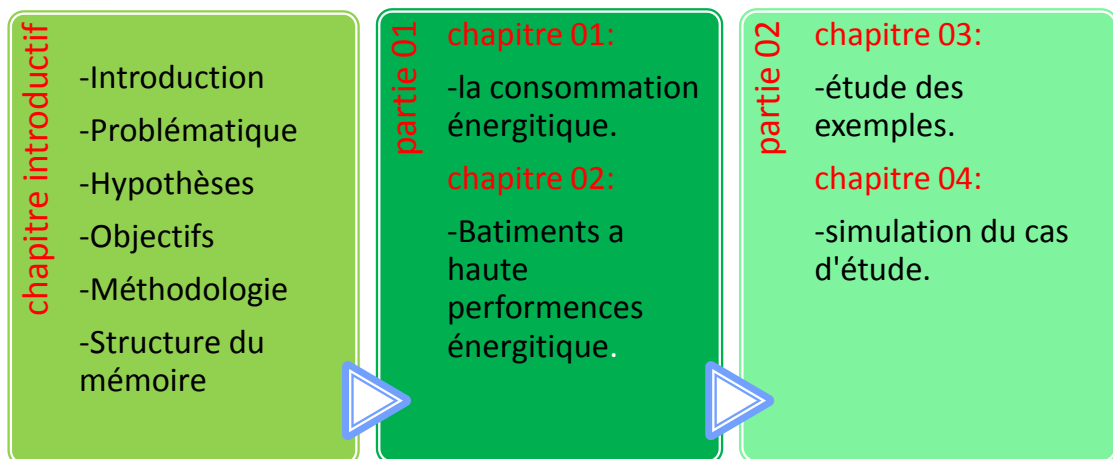 chapitre introductif
-Introduction
-Problématique
-Hypothèses
-Objectifs
-Méthodologie
-Structure du
mémoire
partie 01
chapitre 01:
-la consommation
énergitique.
chapitre 02:
-Batiments a
haute
performences
énergitique.
partie 02
chapitre 03:
-étude des
exemples.
chapitre 04:
-simulation du cas
d'étude.